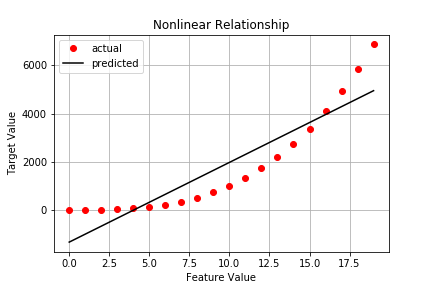 Nonlinear Relationship
actual
predicted
Target Value
6000
4000
2000
0
0.0 2.5 5.0 7.5 10.0 12.5 15.0 17.5
Feature Value